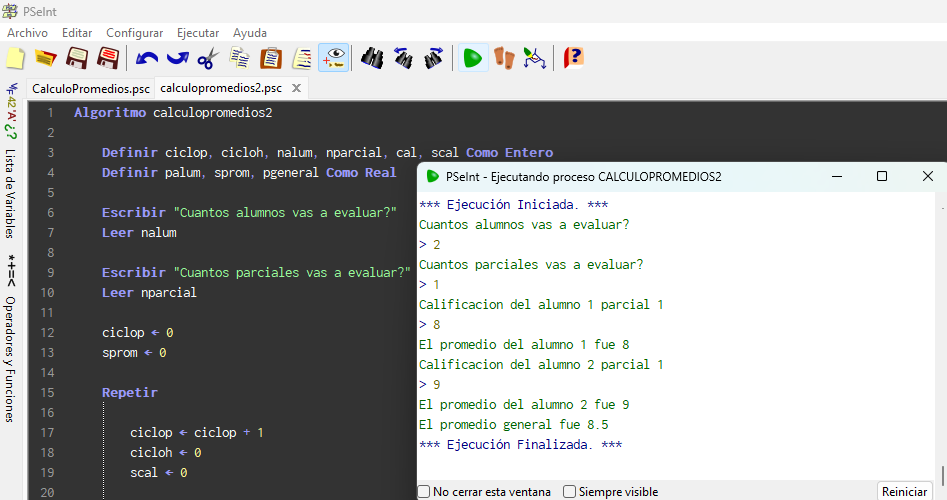 PSeInt
Archivo Editar Configurar Ejecutar Ayuda
CalculoPromedios.psc calculopromedios2.psc
Lista de Variables
Operadores y Funciones
1 Algoritmo calculopromedios2
2
3 Definir ciclop, cicloh, nalum, nparcial, cal, scal Como Entero
4 Definir palum, sprom, pgeneral Como Real
5
6 Escribir "Cuantos alumnos vas a evaluar?"
7 Leer nalum
8
9 Escribir "Cuantos parciales vas a evaluar?"
10 Leer nparcial
11
12 ciclop ← 0
13 sprom ← 0
14
15 Repetir
16
17 ciclop ← ciclop + 1
18 cicloh ← 0
19 scal ← 0
20
PSeInt - Ejecutando proceso CALCULOPROMEDIOS2
*** Ejecución Iniciada. ***
Cuantos alumnos vas a evaluar?
> 2
Cuantos parciales vas a evaluar?
> 1
Calificacion del alumno 1 parcial 1
> 8
El promedio del alumno 1 fue 8
Calificacion del alumno 2 parcial 1
> 9
El promedio del alumno 2 fue 9
El promedio general fue 8.5
*** Ejecución Finalizada. ***
No cerrar esta ventana Siempre visible Reiniciar